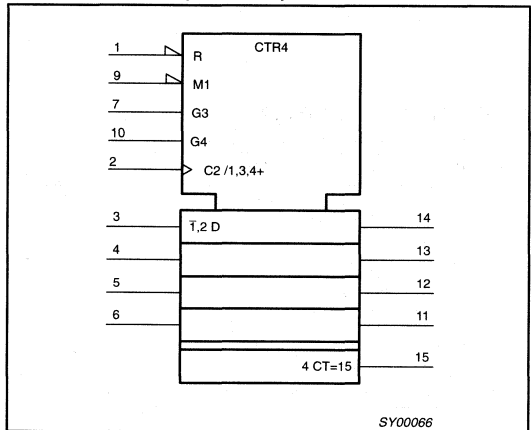 CTR4
1 R
9 M1
7 G3
10 G4
2 C2 /1,3,4+
3 1̅,2 D 14
4 13
5 12
6 11
4 CT=15 15
SY00066